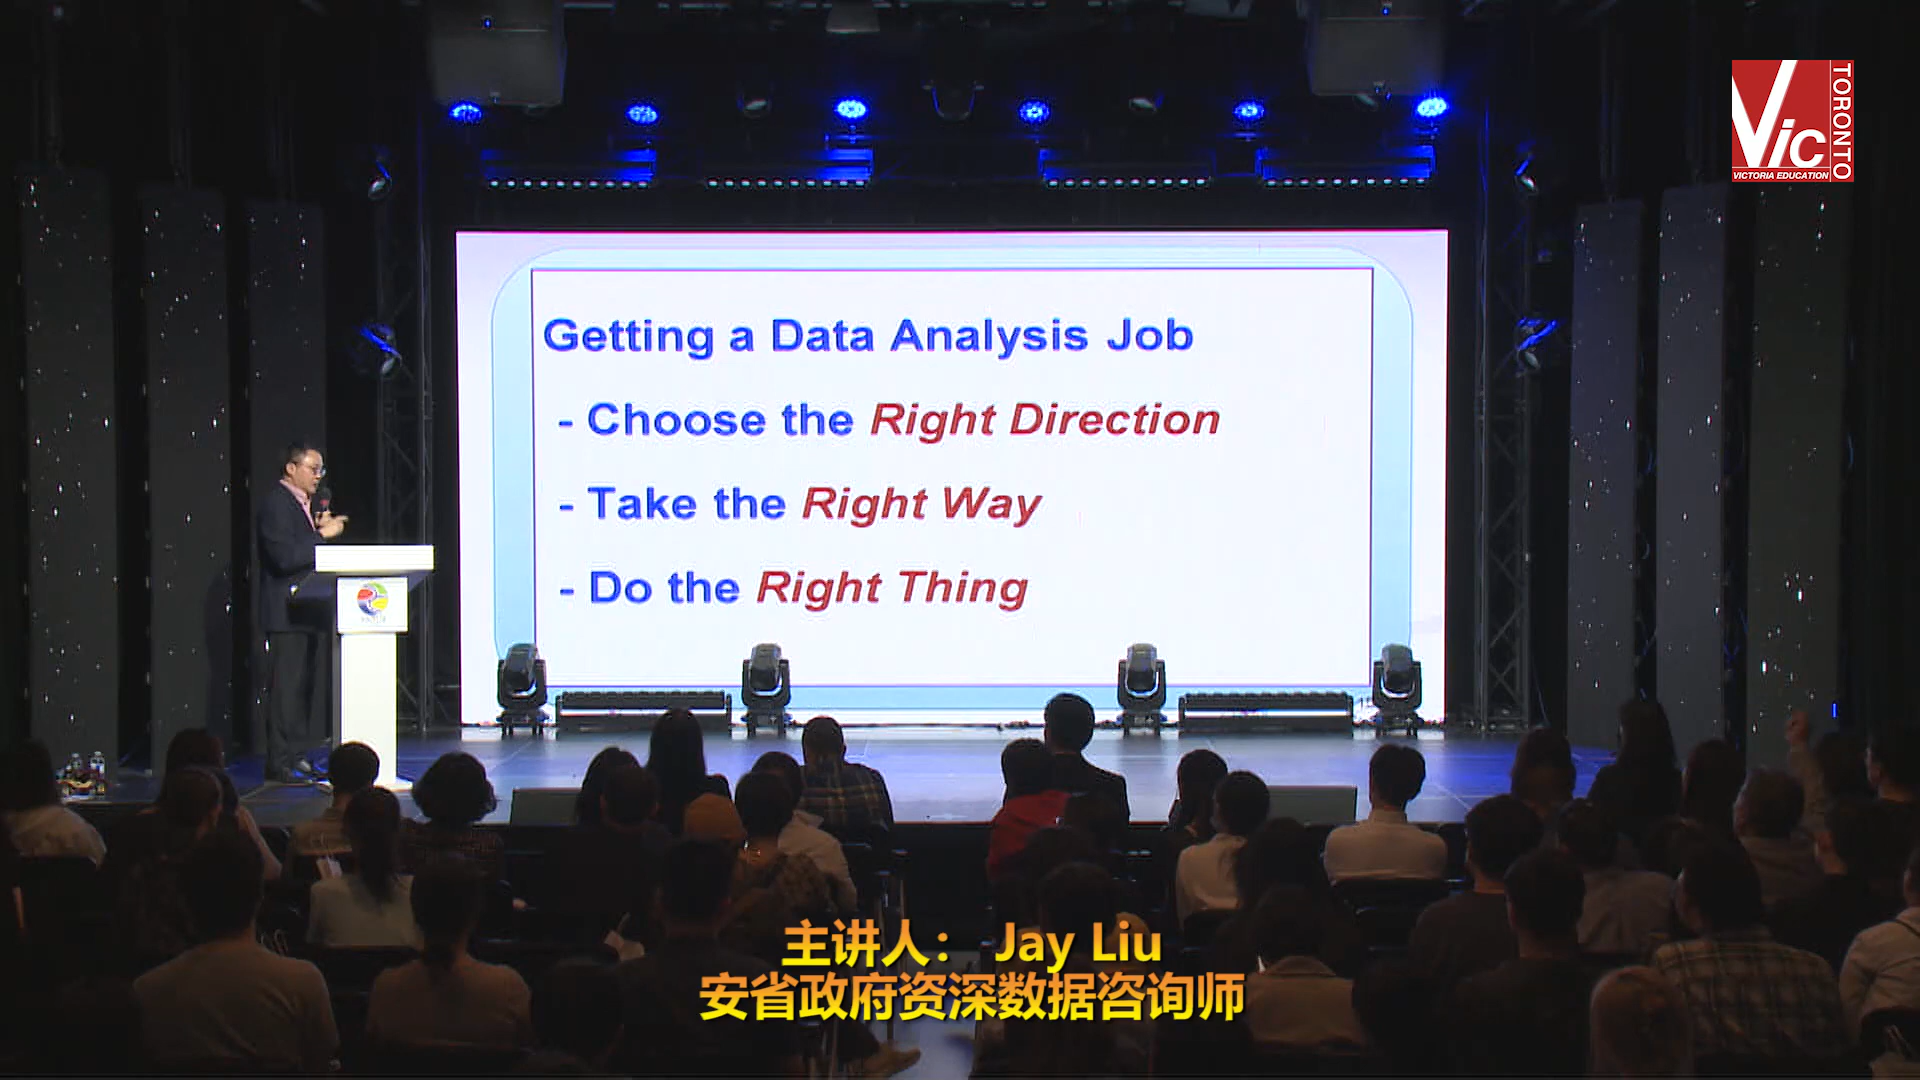 Vic
TORONTO
VICTORIA EDUCATION
Getting a Data Analysis Job
- Choose the Right Direction
- Take the Right Way
- Do the Right Thing
主讲人： Jay Liu
安省政府资深数据咨询师